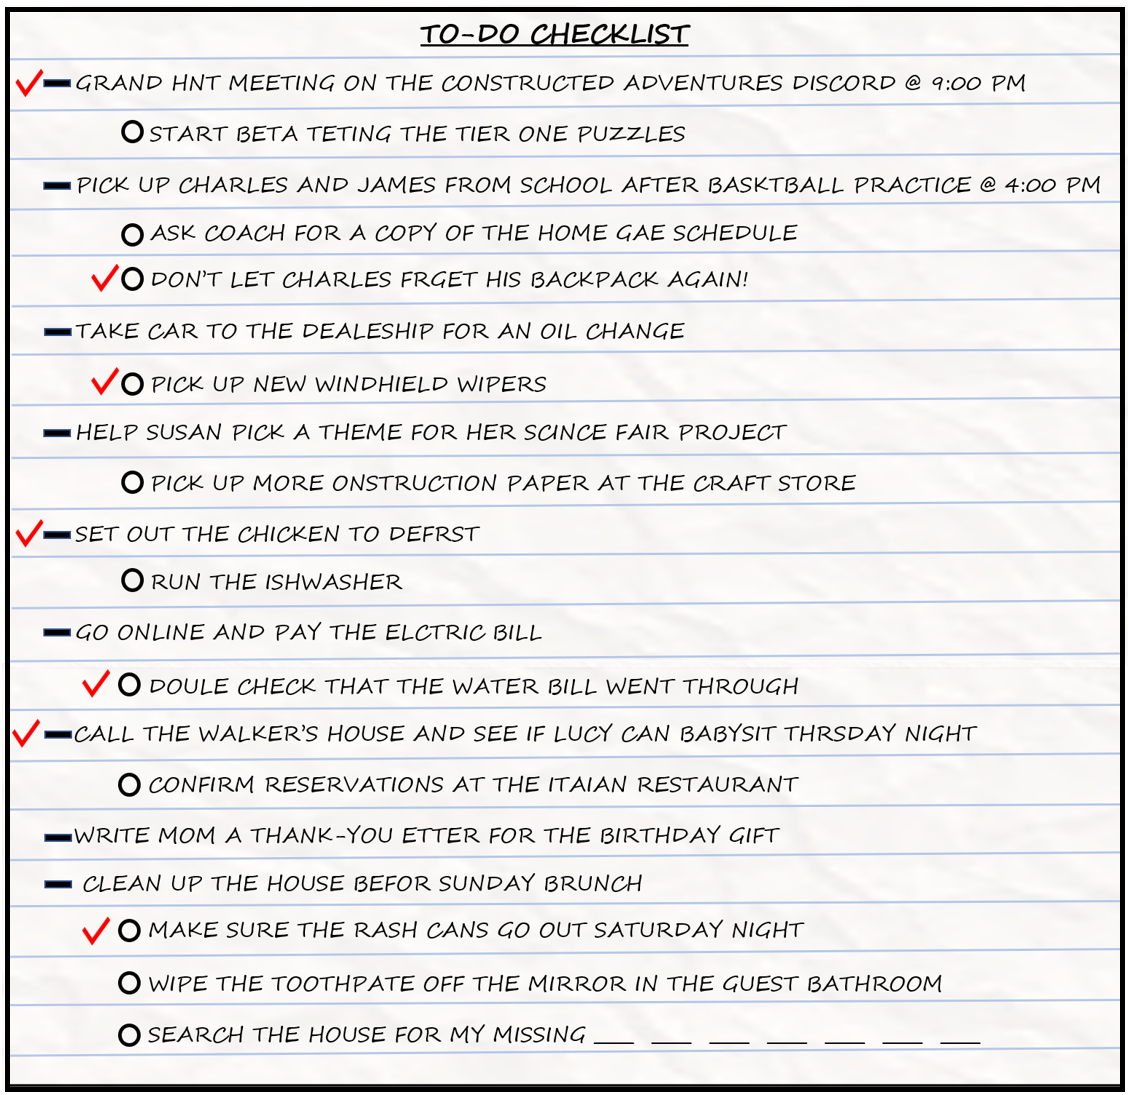 TO-DO CHECKLIST
GRAND HNT MEETING ON THE CONSTRUCTED ADVENTURES DISCORD @ 9:00 PM
START BETA TETING THE TIER ONE PUZZLES
PICK UP CHARLES AND JAMES FROM SCHOOL AFTER BASKTBALL PRACTICE @ 4:00 PM
ASK COACH FOR A COPY OF THE HOME GAE SCHEDULE
DON'T LET CHARLES FRGET HIS BACKPACK AGAIN!
TAKE CAR TO THE DEALESHIP FOR AN OIL CHANGE
PICK UP NEW WINDHIELD WIPERS
HELP SUSAN PICK A THEME FOR HER SCINCE FAIR PROJECT
PICK UP MORE ONSTRUCTION PAPER AT THE CRAFT STORE
SET OUT THE CHICKEN TO DEFRST
RUN THE ISHWASHER
GO ONLINE AND PAY THE ELCTRIC BILL
DOULE CHECK THAT THE WATER BILL WENT THROUGH
CALL THE WALKER'S HOUSE AND SEE IF LUCY CAN BABYSIT THRSDAY NIGHT
CONFIRM RESERVATIONS AT THE ITAIAN RESTAURANT
WRITE MOM A THANK-YOU ETTER FOR THE BIRTHDAY GIFT
CLEAN UP THE HOUSE BEFOR SUNDAY BRUNCH
MAKE SURE THE RASH CANS GO OUT SATURDAY NIGHT
WIPE THE TOOTHPATE OFF THE MIRROR IN THE GUEST BATHROOM
SEARCH THE HOUSE FOR MY MISSING __ __ __ __ __ __ __